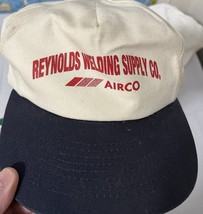 REYNOLDS WELDING SUPPLY CO.
AIRCO